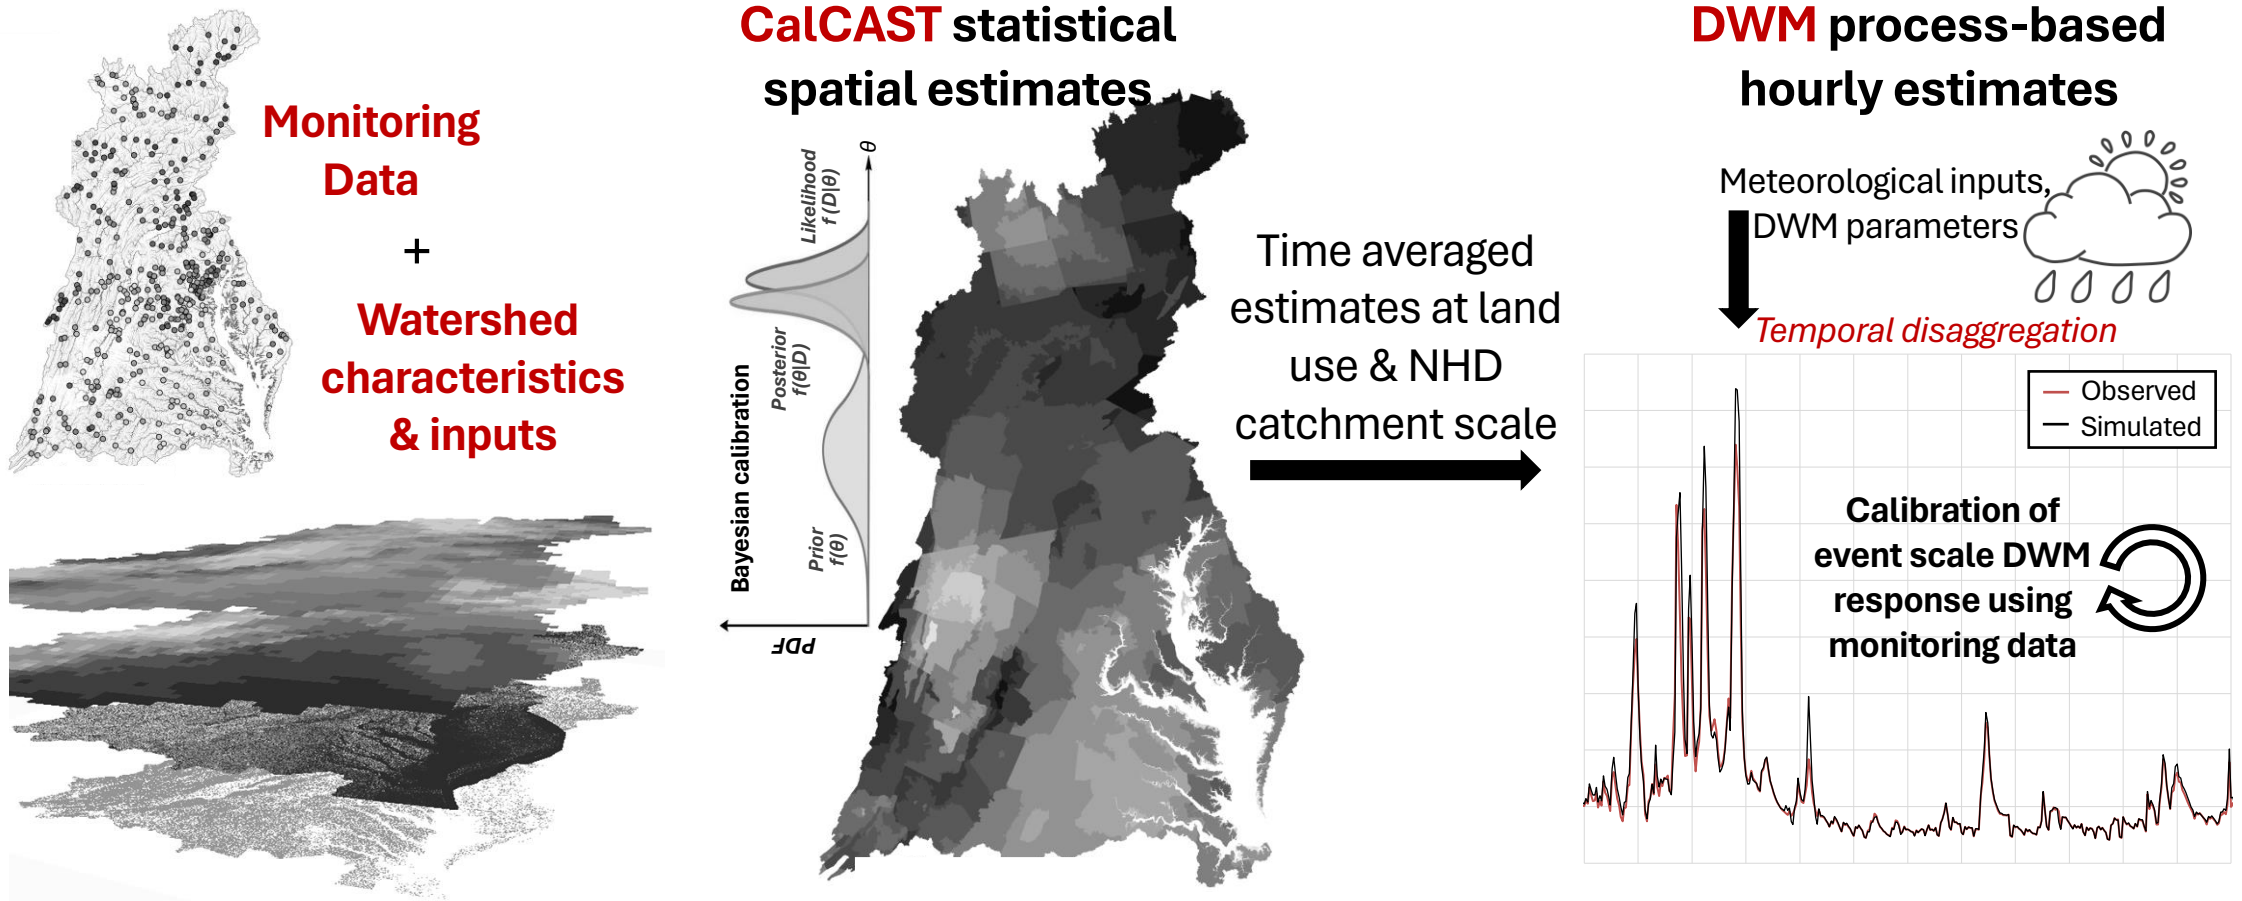 Monitoring
Data
+
Watershed
characteristics
& inputs
CalCAST statistical
spatial estimates
θ
Likelihood
f (D|θ)
Posterior
f(θ|D)
Prior
f(θ)
Bayesian calibration
PDF
Time averaged
estimates at land
use & NHD
catchment scale
DWM process-based
hourly estimates
Meteorological inputs,
DWM parameters
Temporal disaggregation
Observed
Simulated
Calibration of
event scale DWM
response using
monitoring data